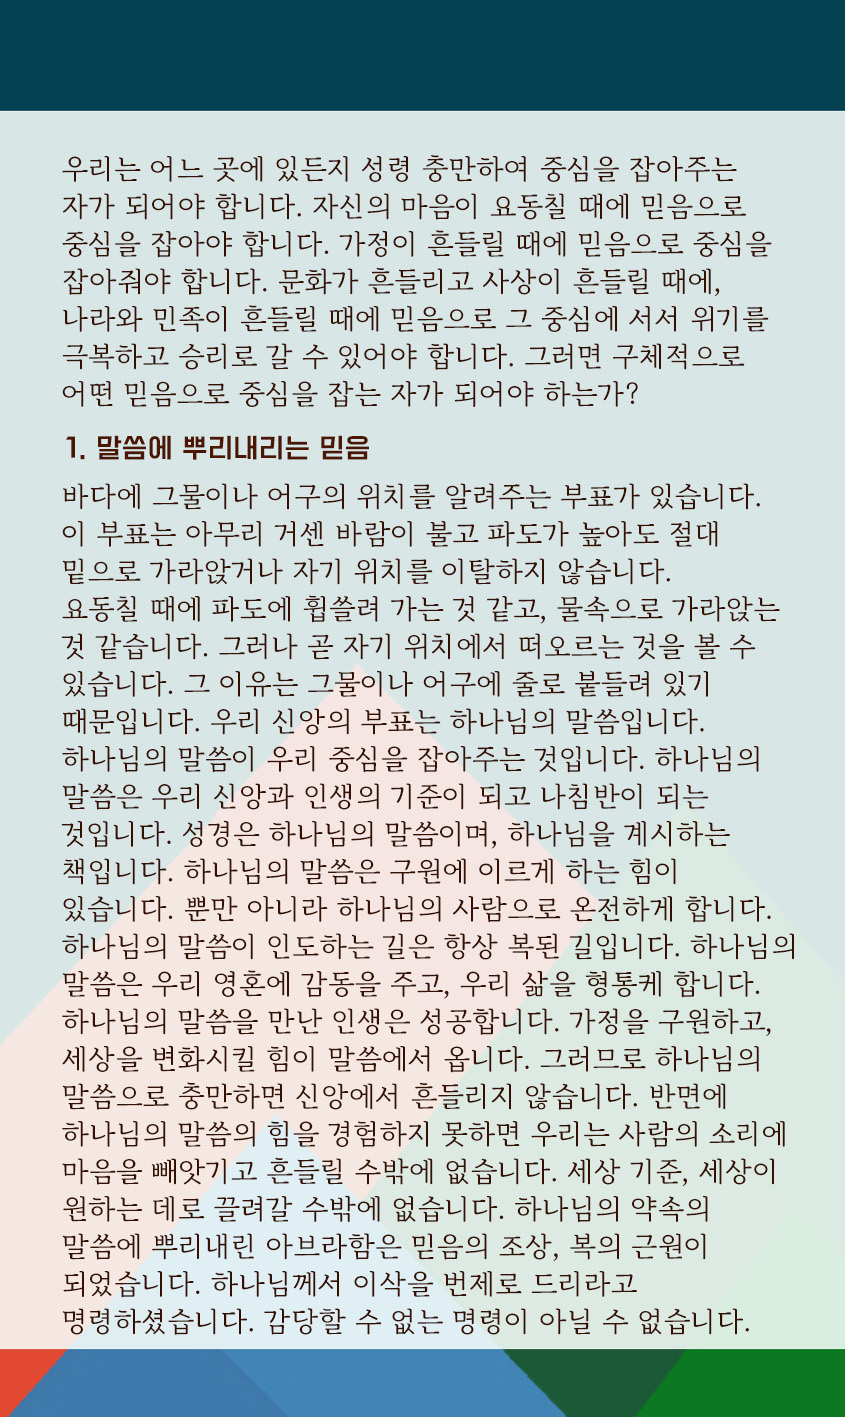 우리는 어느 곳에 있든지 성령 충만하여 중심을 잡아주는
자가 되어야 합니다. 자신의 마음이 요동칠 때에 믿음으로
중심을 잡아야 합니다. 가정이 흔들릴 때에 믿음으로 중심을
잡아줘야 합니다. 문화가 흔들리고 사상이 흔들릴 때에,
나라와 민족이 흔들릴 때에 믿음으로 그 중심에 서서 위기를
극복하고 승리로 갈 수 있어야 합니다. 그러면 구체적으로
어떤 믿음으로 중심을 잡는 자가 되어야 하는가?
1. 말씀에 뿌리내리는 믿음
바다에 그물이나 어구의 위치를 알려주는 부표가 있습니다.
이 부표는 아무리 거센 바람이 불고 파도가 높아도 절대
밑으로 가라앉거나 자기 위치를 이탈하지 않습니다.
요동칠 때에 파도에 휩쓸려 가는 것 같고, 물속으로 가라앉는
것 같습니다. 그러나 곧 자기 위치에서 떠오르는 것을 볼 수
있습니다. 그 이유는 그물이나 어구에 줄로 붙들려 있기
때문입니다. 우리 신앙의 부표는 하나님의 말씀입니다.
하나님의 말씀이 우리 중심을 잡아주는 것입니다. 하나님의
말씀은 우리 신앙과 인생의 기준이 되고 나침반이 되는
것입니다. 성경은 하나님의 말씀이며, 하나님을 계시하는
책입니다. 하나님의 말씀은 구원에 이르게 하는 힘이
있습니다. 뿐만 아니라 하나님의 사람으로 온전하게 합니다.
하나님의 말씀이 인도하는 길은 항상 복된 길입니다. 하나님의
말씀은 우리 영혼에 감동을 주고, 우리 삶을 형통케 합니다.
하나님의 말씀을 만난 인생은 성공합니다. 가정을 구원하고,
세상을 변화시킬 힘이 말씀에서 옵니다. 그러므로 하나님의
말씀으로 충만하면 신앙에서 흔들리지 않습니다. 반면에
하나님의 말씀의 힘을 경험하지 못하면 우리는 사람의 소리에
마음을 빼앗기고 흔들릴 수밖에 없습니다. 세상 기준, 세상이
원하는 데로 끌려갈 수밖에 없습니다. 하나님의 약속의
말씀에 뿌리내린 아브라함은 믿음의 조상, 복의 근원이
되었습니다. 하나님께서 이삭을 번제로 드리라고
명령하셨습니다. 감당할 수 없는 명령이 아닐 수 없습니다.